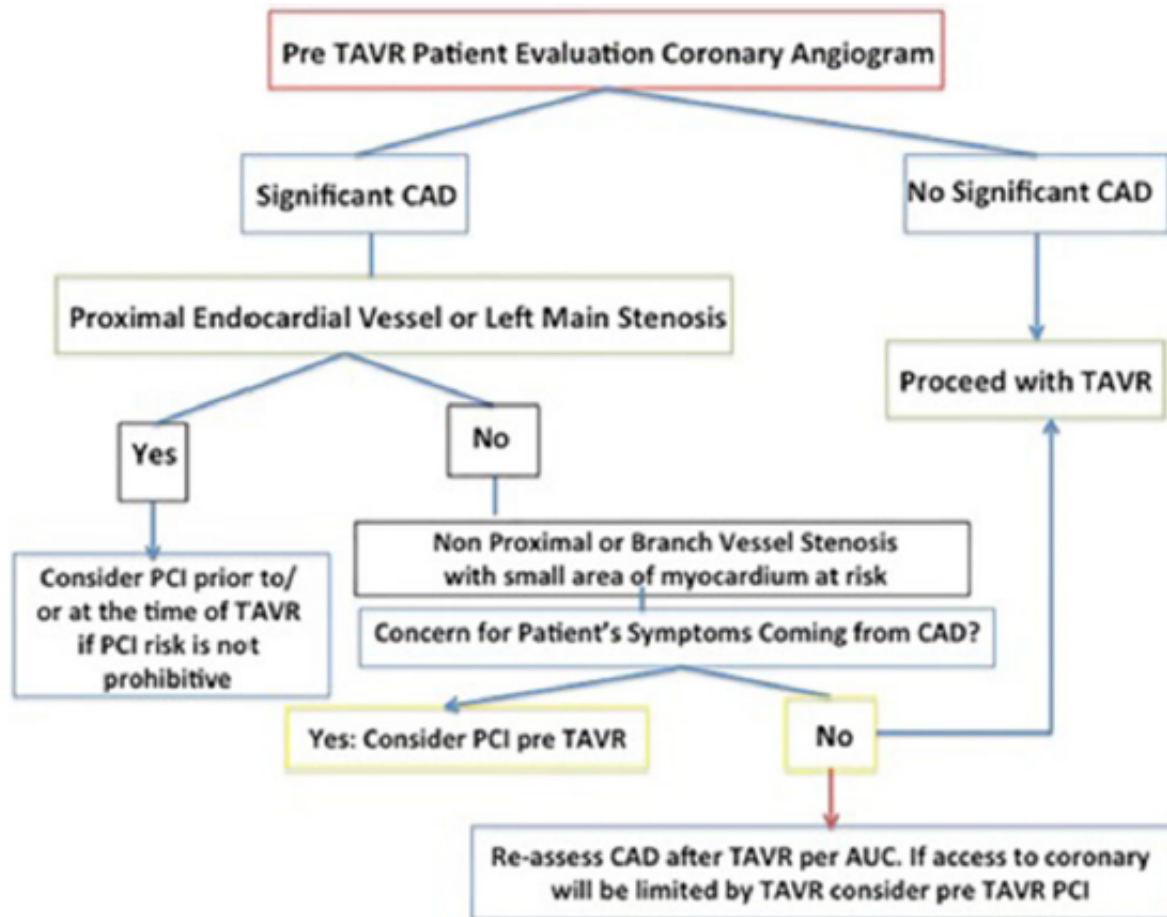 Pre TAVR Patient Evaluation Coronary Angiogram
Significant CAD
No Significant CAD
Proximal Endocardial Vessel or Left Main Stenosis
Proceed with TAVR
Yes
No
Non Proximal or Branch Vessel Stenosis
with small area of myocardium at risk
Consider PCI prior to/
or at the time of TAVR
if PCI risk is not
prohibitive
Concern for Patient's Symptoms Coming from CAD?
Yes: Consider PCI pre TAVR
No
Re-assess CAD after TAVR per AUC. If access to coronary
will be limited by TAVR consider pre TAVR PCI